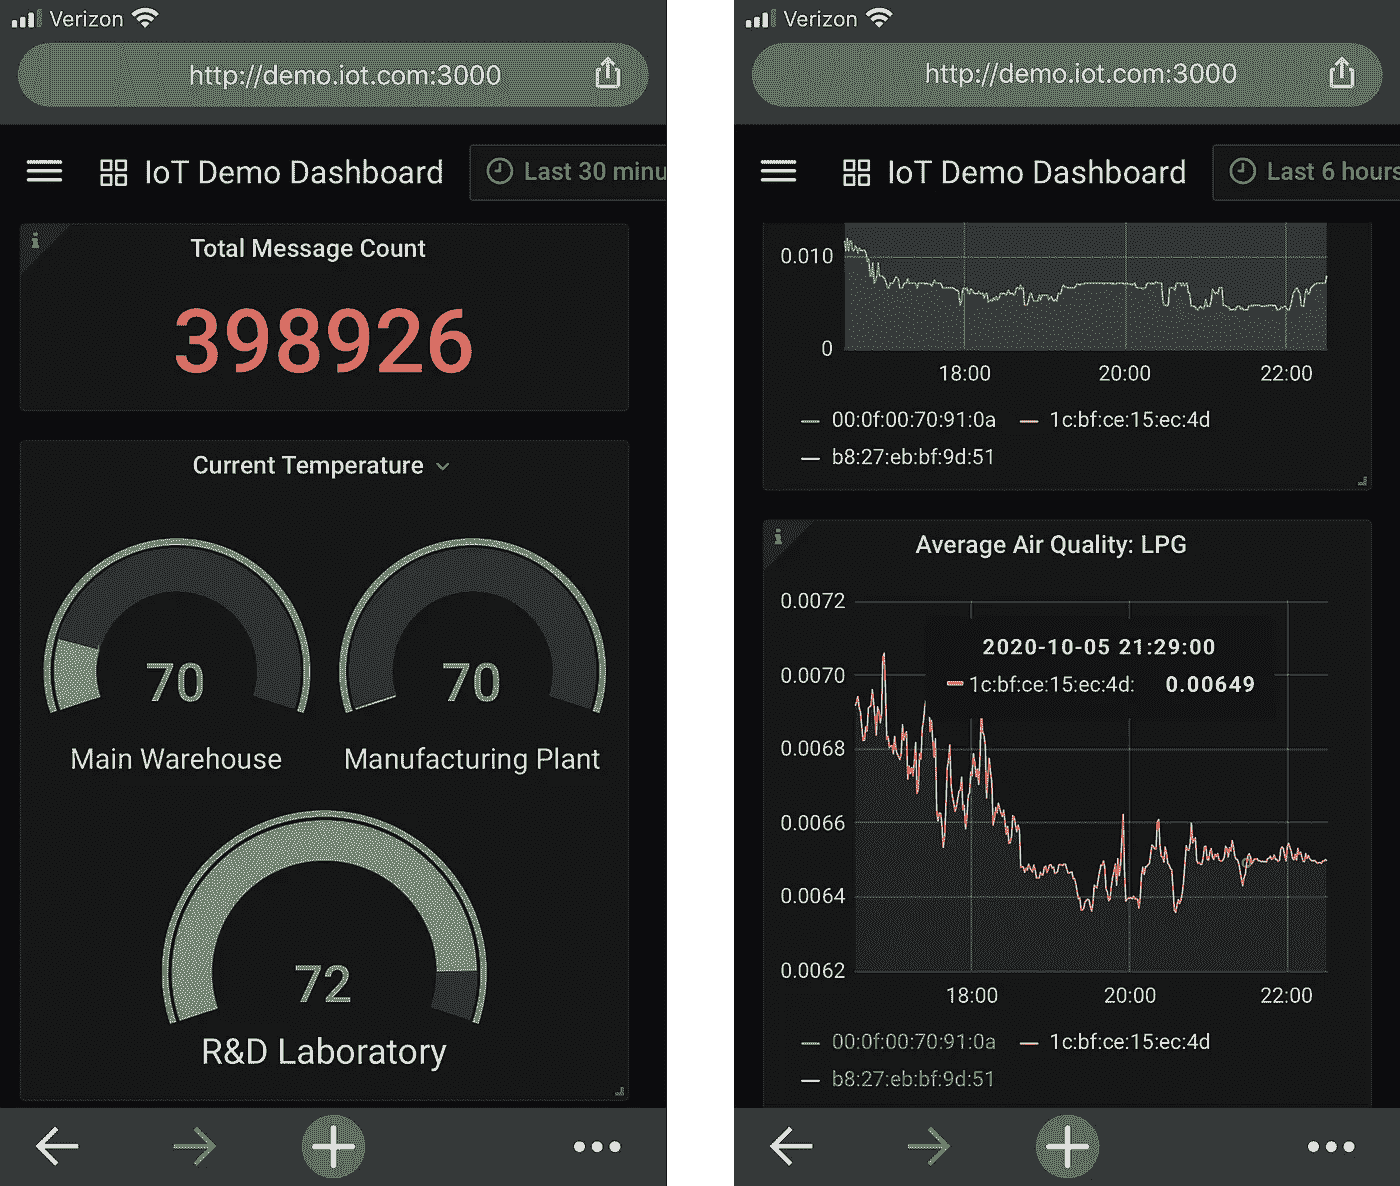 Verizon
http://demo.iot.com:3000
IoT Demo Dashboard
Last 30 minu
i
Total Message Count
398926
Current Temperature
70
70
Main Warehouse
Manufacturing Plant
72
R&D Laboratory
Verizon
http://demo.iot.com:3000
IoT Demo Dashboard
Last 6 hours
0.010
0
18:00 20:00 22:00
00:0f:00:70:91:0a 1c:bf:ce:15:ec:4d
b8:27:eb:bf:9d:51
i
Average Air Quality: LPG
0.0072
2020-10-05 21:29:00
0.0070
1c:bf:ce:15:ec:4d: 0.00649
0.0068
0.0066
0.0064
0.0062
18:00 20:00 22:00
00:0f:00:70:91:0a 1c:bf:ce:15:ec:4d
b8:27:eb:bf:9d:51